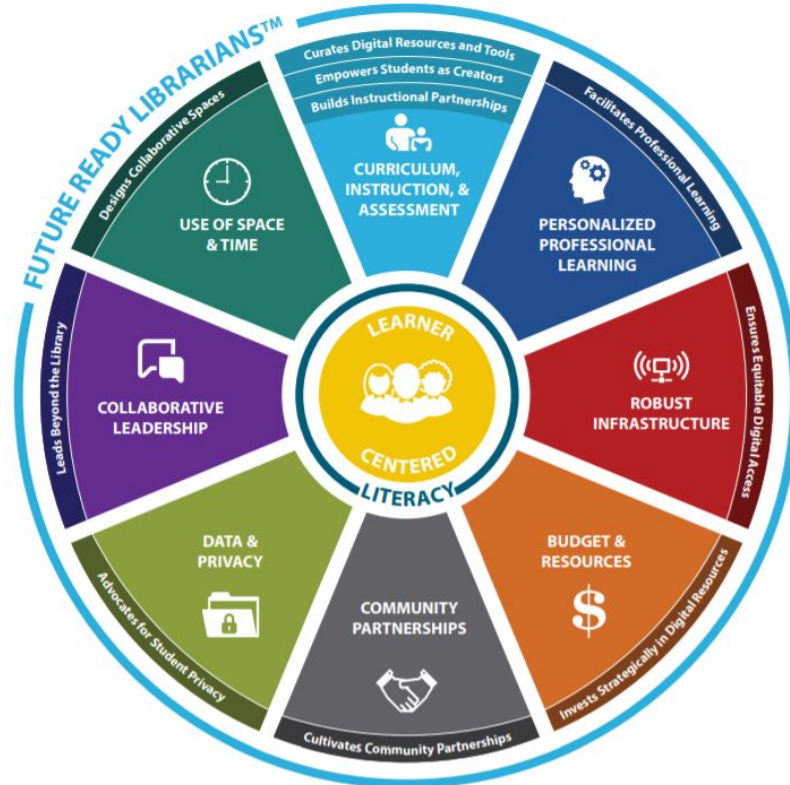 FUTURE READY LIBRARIANS™
Curates Digital Resources and Tools
Empowers Students as Creators
Builds Instructional Partnerships
CURRICULUM,
INSTRUCTION, &
ASSESSMENT
Facilitates Professional Learning
PERSONALIZED
PROFESSIONAL
LEARNING
Ensures Equitable Digital Access
ROBUST
INFRASTRUCTURE
Invests Strategically in Digital Resources
BUDGET &
RESOURCES
$
Cultivates Community Partnerships
COMMUNITY
PARTNERSHIPS
Advocates for Student Privacy
DATA &
PRIVACY
Leads Beyond the Library
COLLABORATIVE
LEADERSHIP
Designs Collaborative Spaces
USE OF SPACE
& TIME
LEARNER
CENTERED
LITERACY